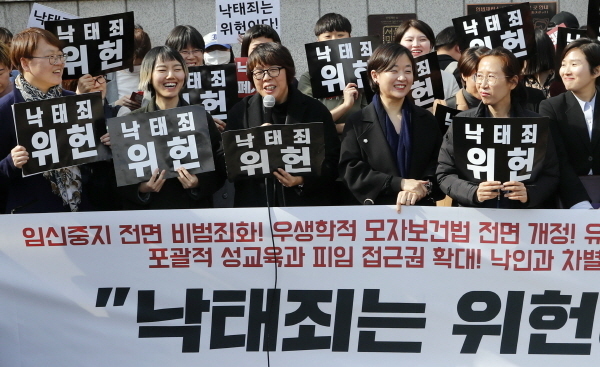 낙태죄는
위헌이다!
낙태죄
위헌
낙태죄
위헌
낙태죄
위헌
낙태죄
낙태죄
위헌
낙태죄
위헌
낙태죄
위헌
낙태죄
위헌
임신중지 전면 비범죄화! 우생학적 모자보건법 전면 개정! 유
포괄적 성교육과 피임 접근권 확대! 낙인과 차별
"낙태죄는 위헌